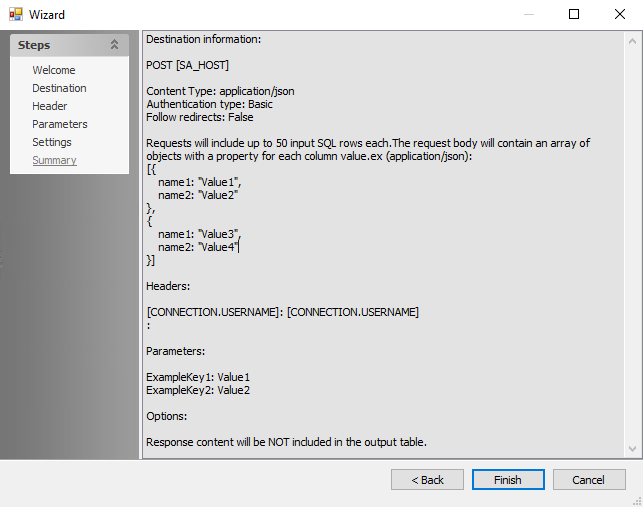 Wizard
Steps
Welcome
Destination
Header
Parameters
Settings
Summary
Destination information:
POST [SA_HOST]
Content Type: application/json
Authentication type: Basic
Follow redirects: False
Requests will include up to 50 input SQL rows each.The request body will contain an array of
objects with a property for each column value.ex (application/json):
[{
name1: "Value1",
name2: "Value2"
},
{
name1: "Value3",
name2: "Value4"
}]
Headers:
[CONNECTION.USERNAME]: [CONNECTION.USERNAME]
:
Parameters:
ExampleKey1: Value1
ExampleKey2: Value2
Options:
Response content will be NOT included in the output table.
< Back
Finish
Cancel